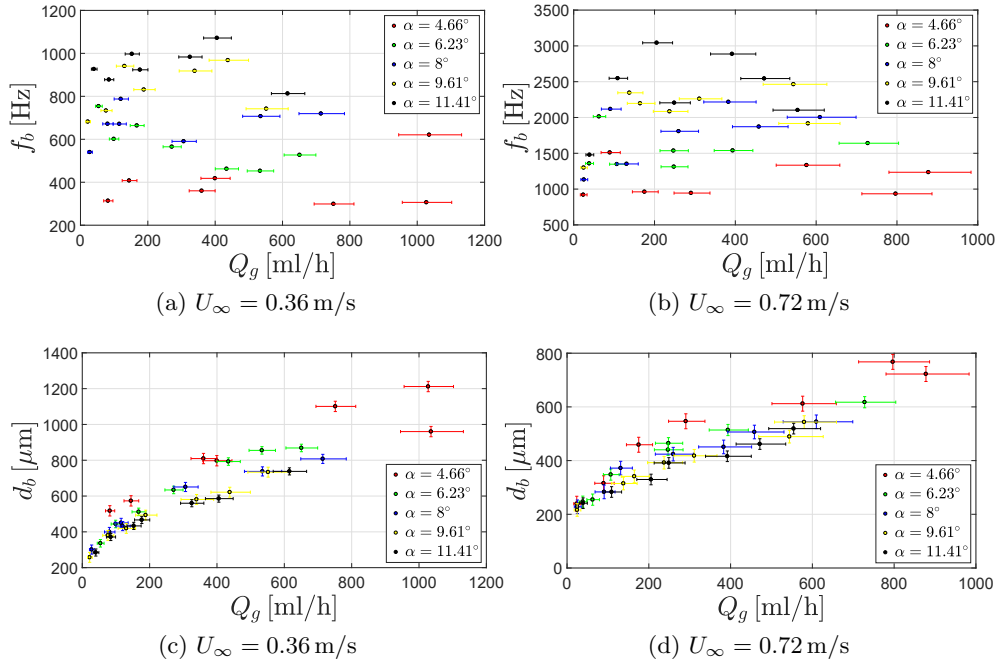 1200
1000
800
600
400
200
0
200
400
600
800
1000
1200
f_b [Hz]
Q_g [ml/h]
α = 4.66°
α = 6.23°
α = 8°
α = 9.61°
α = 11.41°
(a) U_∞ = 0.36 m/s
3500
3000
2500
2000
1500
1000
500
0
200
400
600
800
1000
f_b [Hz]
Q_g [ml/h]
α = 4.66°
α = 6.23°
α = 8°
α = 9.61°
α = 11.41°
(b) U_∞ = 0.72 m/s
1400
1200
1000
800
600
400
200
0
200
400
600
800
1000
1200
d_b [μm]
Q_g [ml/h]
α = 4.66°
α = 6.23°
α = 8°
α = 9.61°
α = 11.41°
(c) U_∞ = 0.36 m/s
800
600
400
200
0
0
200
400
600
800
1000
d_b [μm]
Q_g [ml/h]
α = 4.66°
α = 6.23°
α = 8°
α = 9.61°
α = 11.41°
(d) U_∞ = 0.72 m/s